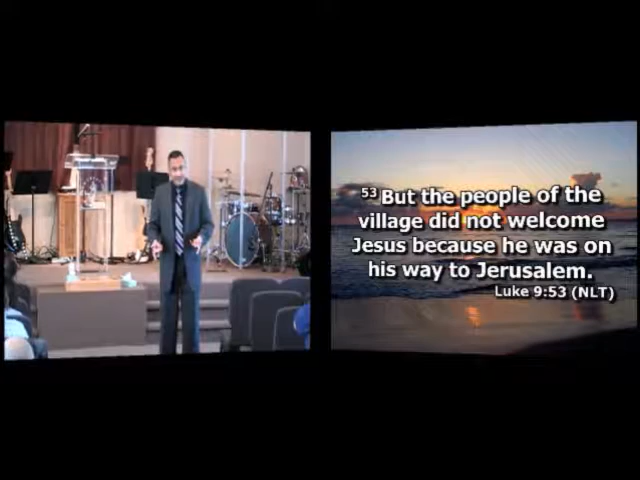 53 But the people of the
village did not welcome
Jesus because he was on
his way to Jerusalem.
Luke 9:53 (NLT)